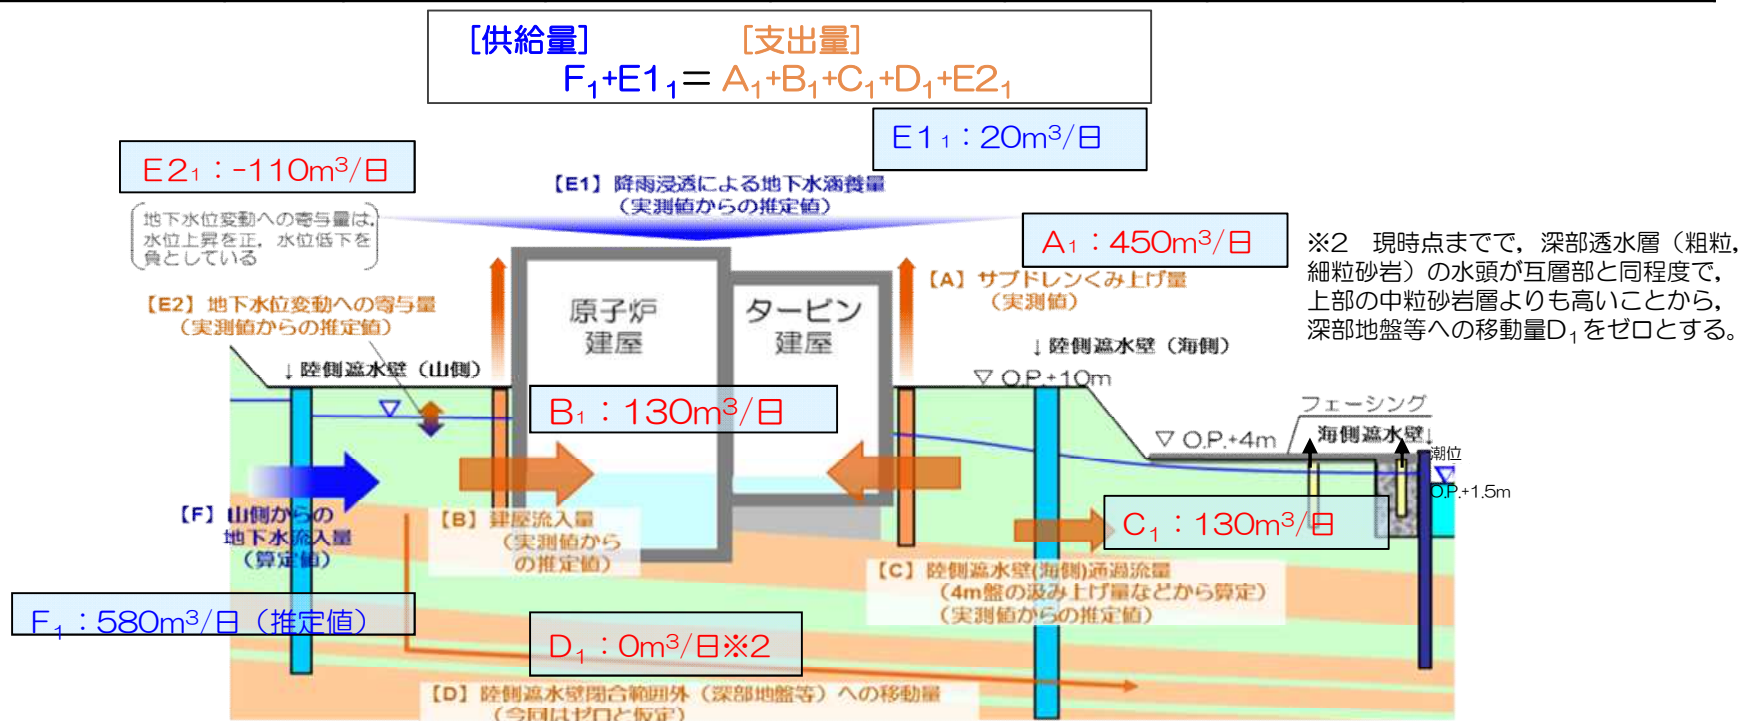 [供給量] [支出量]
F₁+E1₁= A₁+B₁+C₁+D₁+E2₁
E1₁：20m³/日
E2₁：-110m³/日
【E1】降雨浸透による地下水涵養量
（実測値からの推定値）
地下水位変動への寄与量は，
水位上昇を正，水位低下を
負としている
A₁：450m³/日
※2　現時点までで，深部透水層（粗粒，
細粒砂岩）の水頭が互層部と同程度で，
上部の中粒砂岩層よりも高いことから，
深部地盤等への移動量D₁をゼロとする。
【A】サブドレンくみ上げ量
（実測値）
【E2】地下水位変動への寄与量
（実測値からの推定値）
原子炉
建屋
タービン
建屋
↓陸側遮水壁（山側）
↓陸側遮水壁（海側）
▽ O.P.+10m
B₁：130m³/日
フェーシング
▽ O.P.+4m
海側遮水壁↓
潮位
O.P.+1.5m
【F】山側からの
地下水流入量
（算定値）
【B】建屋流入量
（実測値から
の推定値）
C₁：130m³/日
【C】陸側遮水壁(海側)通過流量
（4m盤の汲み上げ量などから算定）
（実測値からの推定値）
F₁：580m³/日（推定値）
D₁：0m³/日※2
【D】陸側遮水壁閉合範囲外（深部地盤等）への移動量
（今回はゼロと仮定）